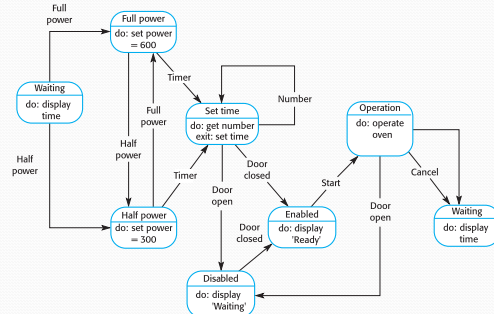 Full
power
Full power
do: set power
= 600
Waiting
do: display
time
Timer
Number
Full
power
Set time
do: get number
exit: set time
Operation
do: operate
oven
Half
power
Half
power
Timer
Door
closed
Cancel
Door
open
Start
Door
open
Half power
do: set power
= 300
Door
closed
Enabled
do: display
'Ready'
Waiting
do: display
time
Disabled
do: display
'Waiting'